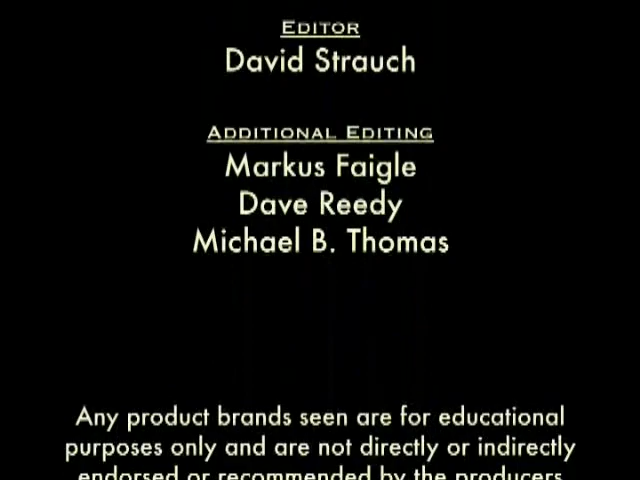 EDITOR
David Strauch
ADDITIONAL EDITING
Markus Faigle
Dave Reedy
Michael B. Thomas
Any product brands seen are for educational
purposes only and are not directly or indirectly
endorsed or recommended by the producers